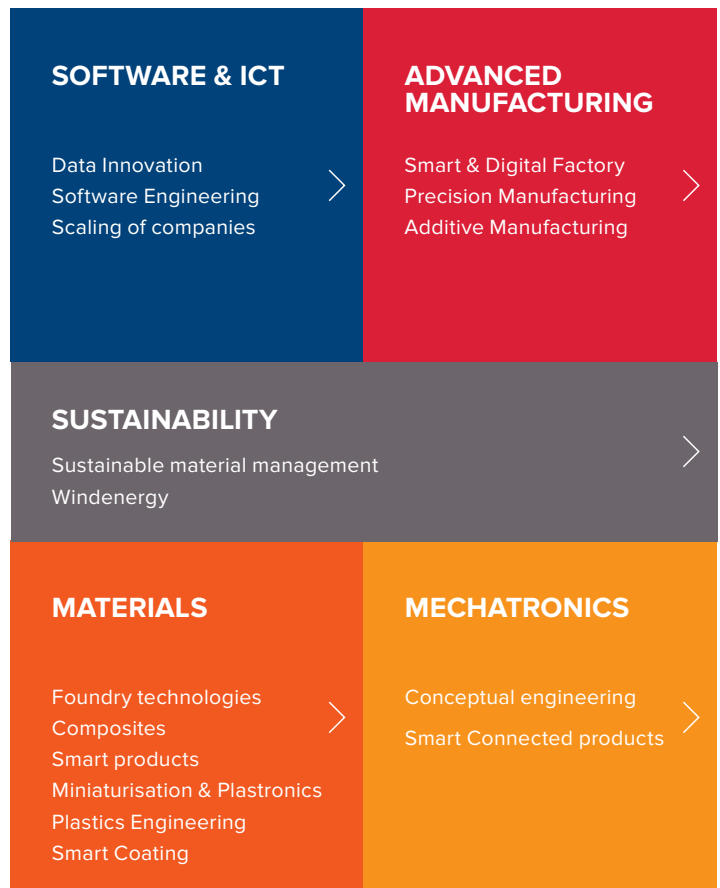 SOFTWARE & ICT
Data Innovation
Software Engineering
Scaling of companies
ADVANCED
MANUFACTURING
Smart & Digital Factory
Precision Manufacturing
Additive Manufacturing
SUSTAINABILITY
Sustainable material management
Windenergy
MATERIALS
Foundry technologies
Composites
Smart products
Miniaturisation & Plastronics
Plastics Engineering
Smart Coating
MECHATRONICS
Conceptual engineering
Smart Connected products